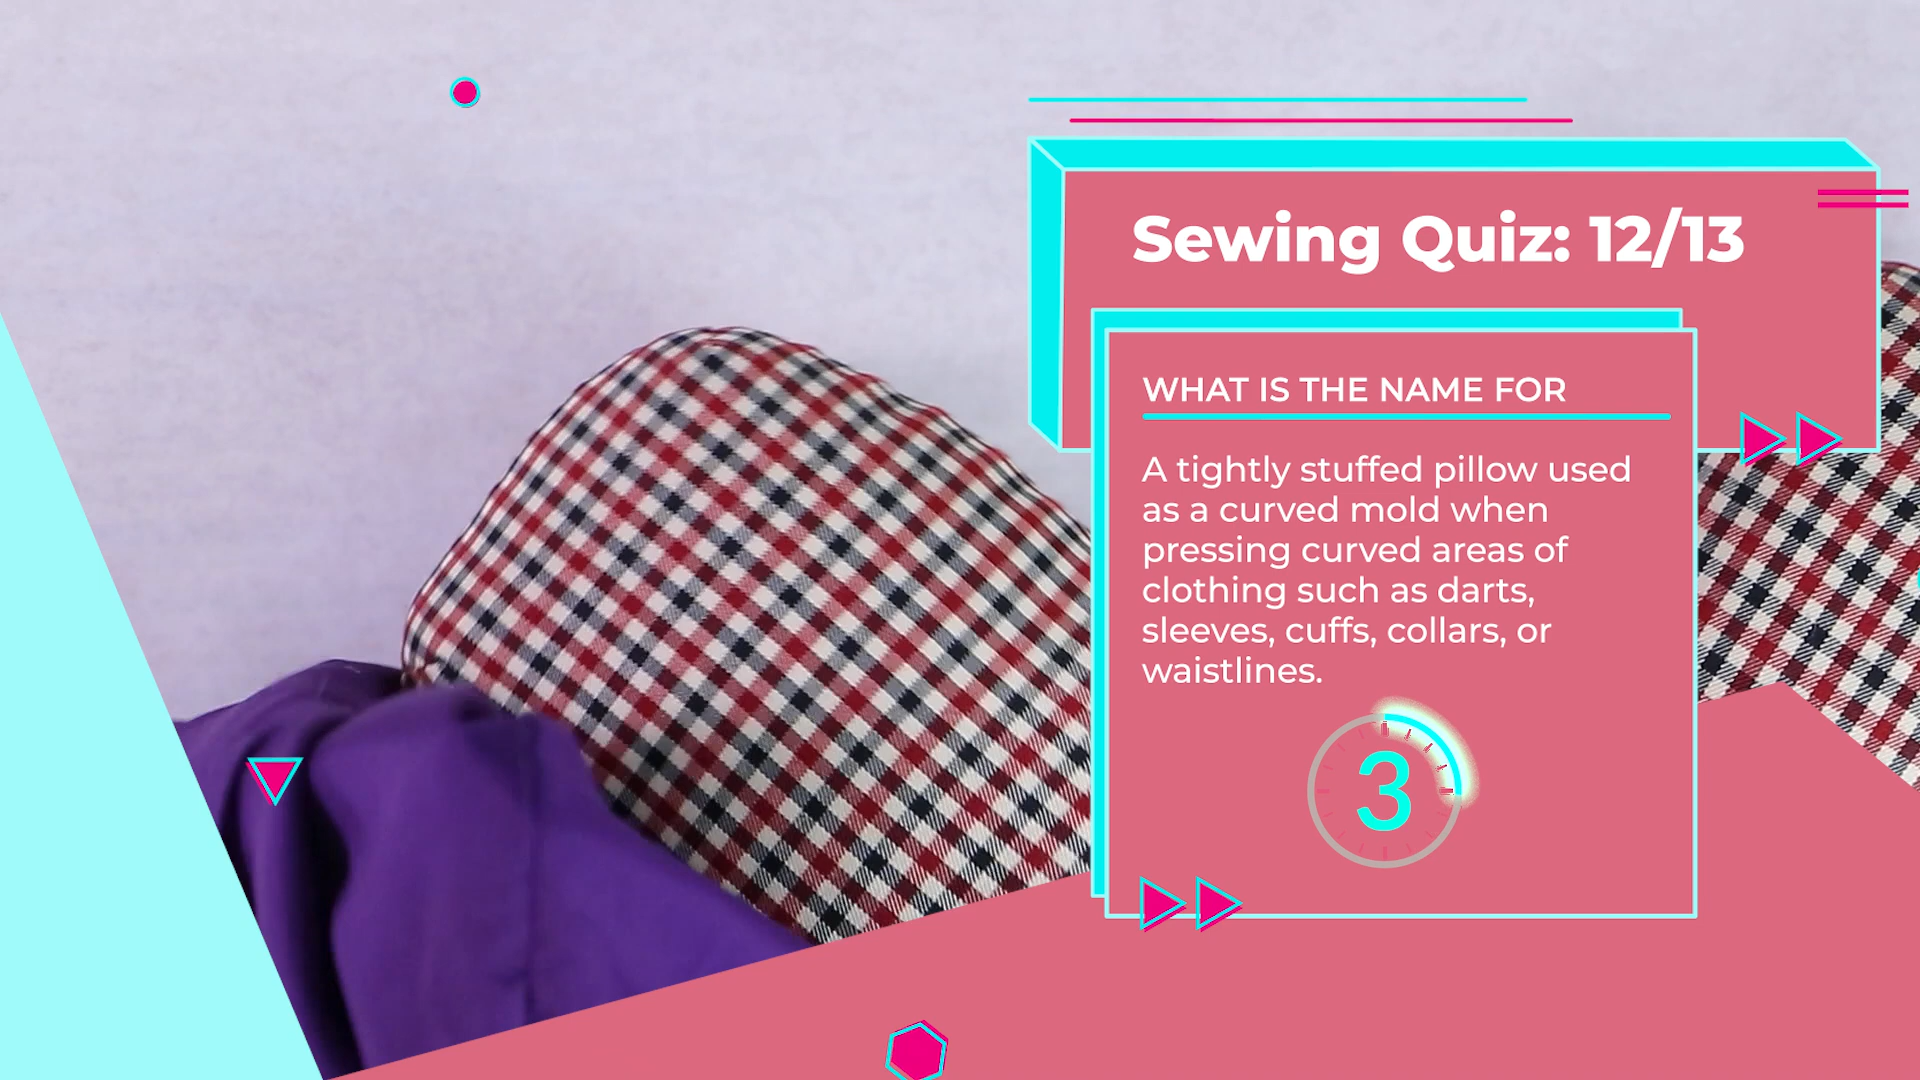 Sewing Quiz: 12/13
WHAT IS THE NAME FOR
A tightly stuffed pillow used
as a curved mold when
pressing curved areas of
clothing such as darts,
sleeves, cuffs, collars, or
waistlines.
3